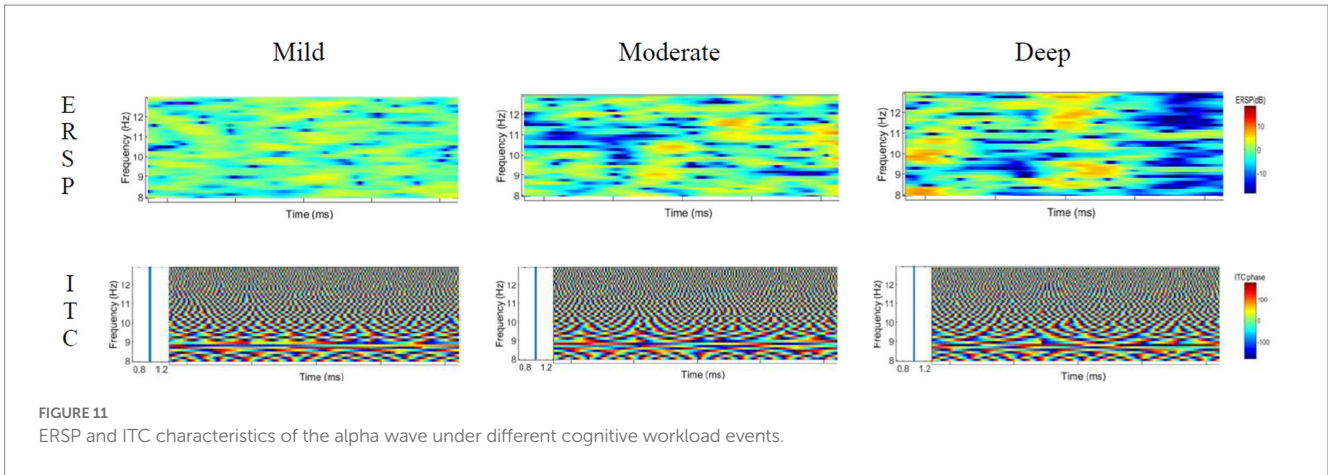 Mild
Moderate
Deep
E
R
S
P
Frequency (Hz)
12
11
10
9
8
Time (ms)
Frequency (Hz)
12
11
10
9
8
Time (ms)
Frequency (Hz)
12
11
10
9
8
Time (ms)
ERSP(dB)
10
0
-10
I
T
C
Frequency (Hz)
12
11
10
9
8
0.8 1.2
Time (ms)
Frequency (Hz)
12
11
10
9
8
0.8 1.2
Time (ms)
Frequency (Hz)
12
11
10
9
8
0.8 1.2
Time (ms)
ITC phase
100
0
-100
FIGURE 11
ERSP and ITC characteristics of the alpha wave under different cognitive workload events.